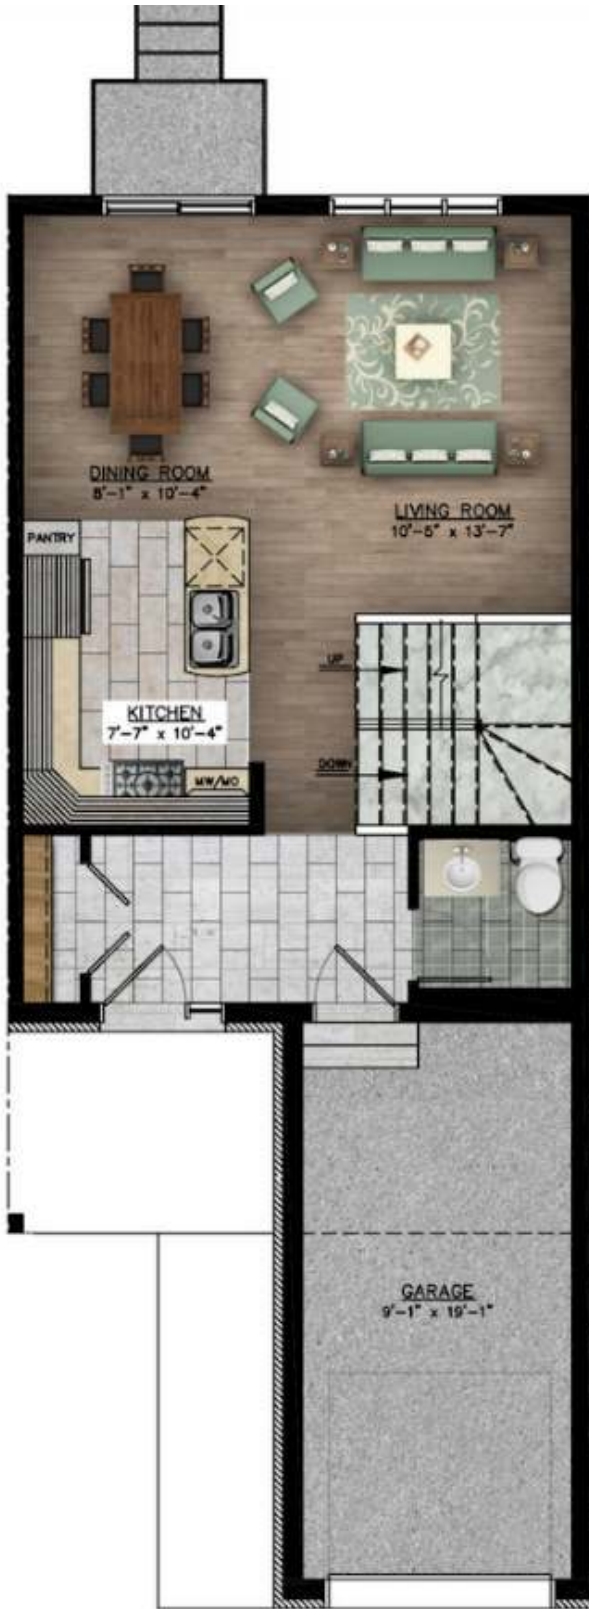 DINING ROOM
8'-1" x 10'-4"
LIVING ROOM
10'-5" x 13'-7"
PANTRY
UP
KITCHEN
7'-7" x 10'-4"
DOWN
MW/MO
GARAGE
9'-1" x 19'-1"